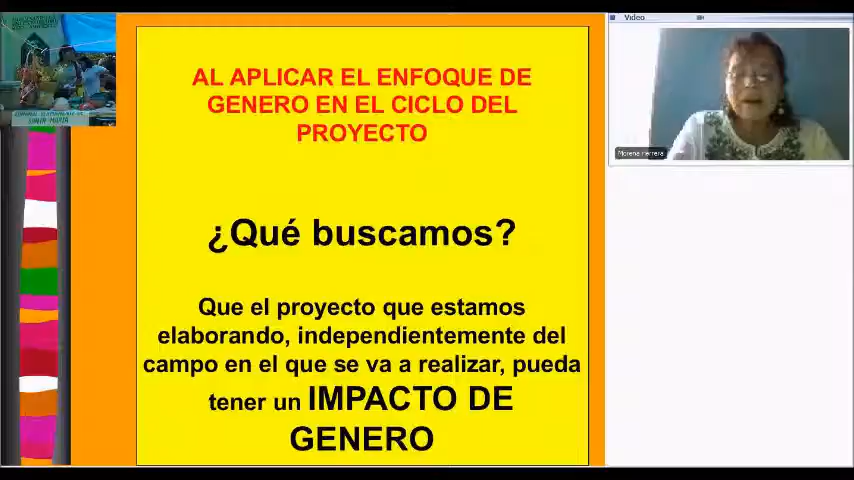 AL APLICAR EL ENFOQUE DE
GENERO EN EL CICLO DEL
PROYECTO
¿Qué buscamos?
Que el proyecto que estamos
elaborando, independientemente del
campo en el que se va a realizar, pueda
tener un IMPACTO DE
GENERO
Video
Morena Herrera